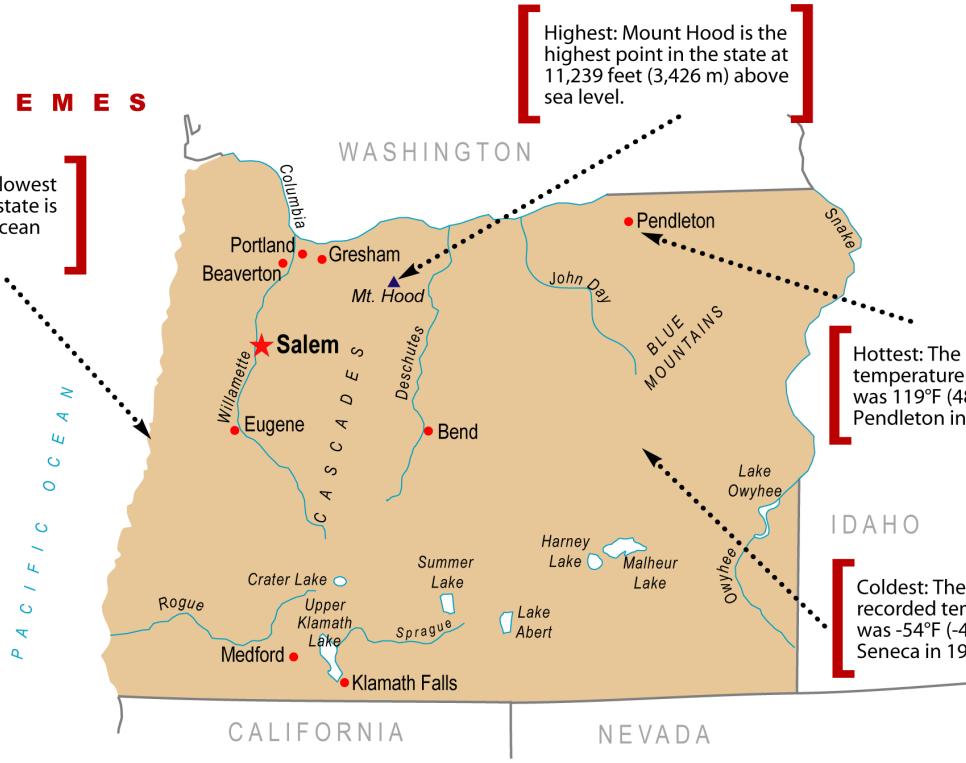 EMES
Highest: Mount Hood is the
highest point in the state at
11,239 feet (3,426 m) above
sea level.
WASHINGTON
lowest
state is
cean
Columbia
Snake
Pendleton
Portland
Gresham
Beaverton
Mt. Hood
John Day
BLUE
MOUNTAINS
Salem
Hottest: The
temperature
was 119°F (48
Pendleton in
Willamette
Deschutes
CASCADES
Eugene
Bend
PACIFIC OCEAN
Lake
Owyhee
IDAHO
Harney
Lake
Malheur
Lake
Owyhee
Summer
Lake
Crater Lake
Coldest: The
recorded ter
was -54°F (-4
Seneca in 19
Rogue
Upper
Klamath
Lake
Sprague
Lake
Abert
Medford
Klamath Falls
CALIFORNIA
NEVADA